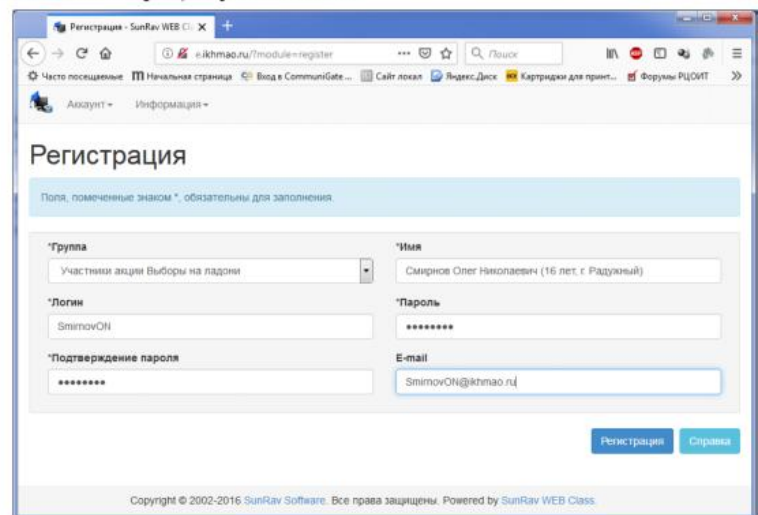 Регистрация - SunRav WEB Cl
e.ikhmao.ru/?module=register
Поиск
Часто посещаемые Начальная страница Вход в CommuniGate ... Сайт локал Яндекс.Диск Картриджи для принт... Форумы РЦОИТ
Аккаунт Информация
Регистрация
Поля, помеченные знаком *, обязательны для заполнения.
*Группа *Имя
Участники акции Выборы на ладони Смирнов Олег Николаевич (16 лет, г. Радужный)
*Логин *Пароль
SmirnovON ••••••••
*Подтверждение пароля E-mail
•••••••• SmirnovON@ikhmao.ru
Регистрация Справка
Copyright © 2002-2016 SunRav Software. Все права защищены. Powered by SunRav WEB Class.